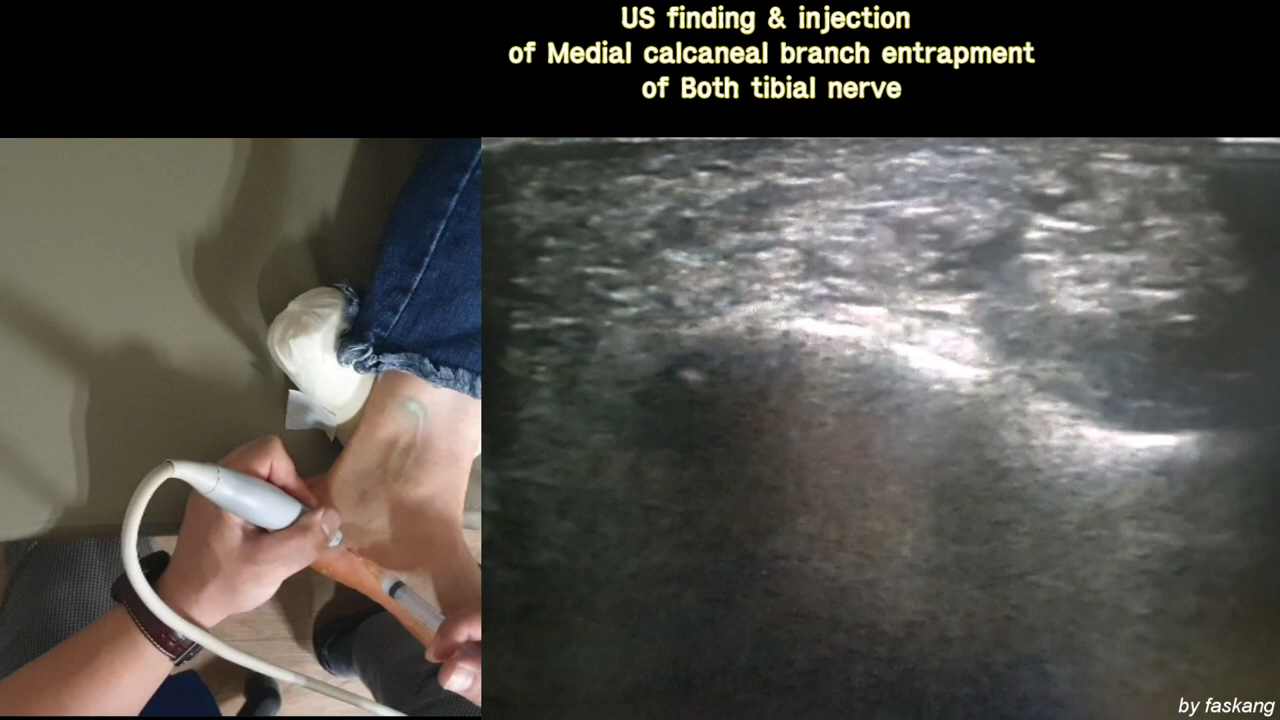 US finding & injection
of Medial calcaneal branch entrapment
of Both tibial nerve
by faskang